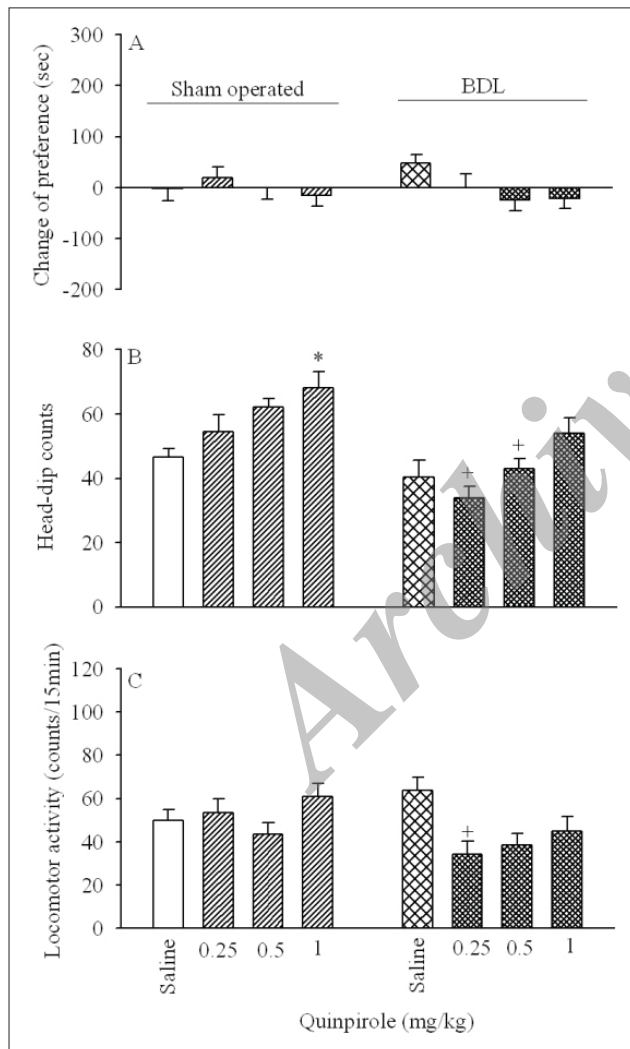 A
Change of preference (sec)
300
200
100
0
-100
-200
Sham operated
BDL
B
Head-dip counts
80
60
40
20
0
*
+
+
C
Locomotor activity (counts/15min)
120
100
80
60
40
20
0
+
Saline 0.25 0.5 1 Saline 0.25 0.5 1
Quinpirole (mg/kg)